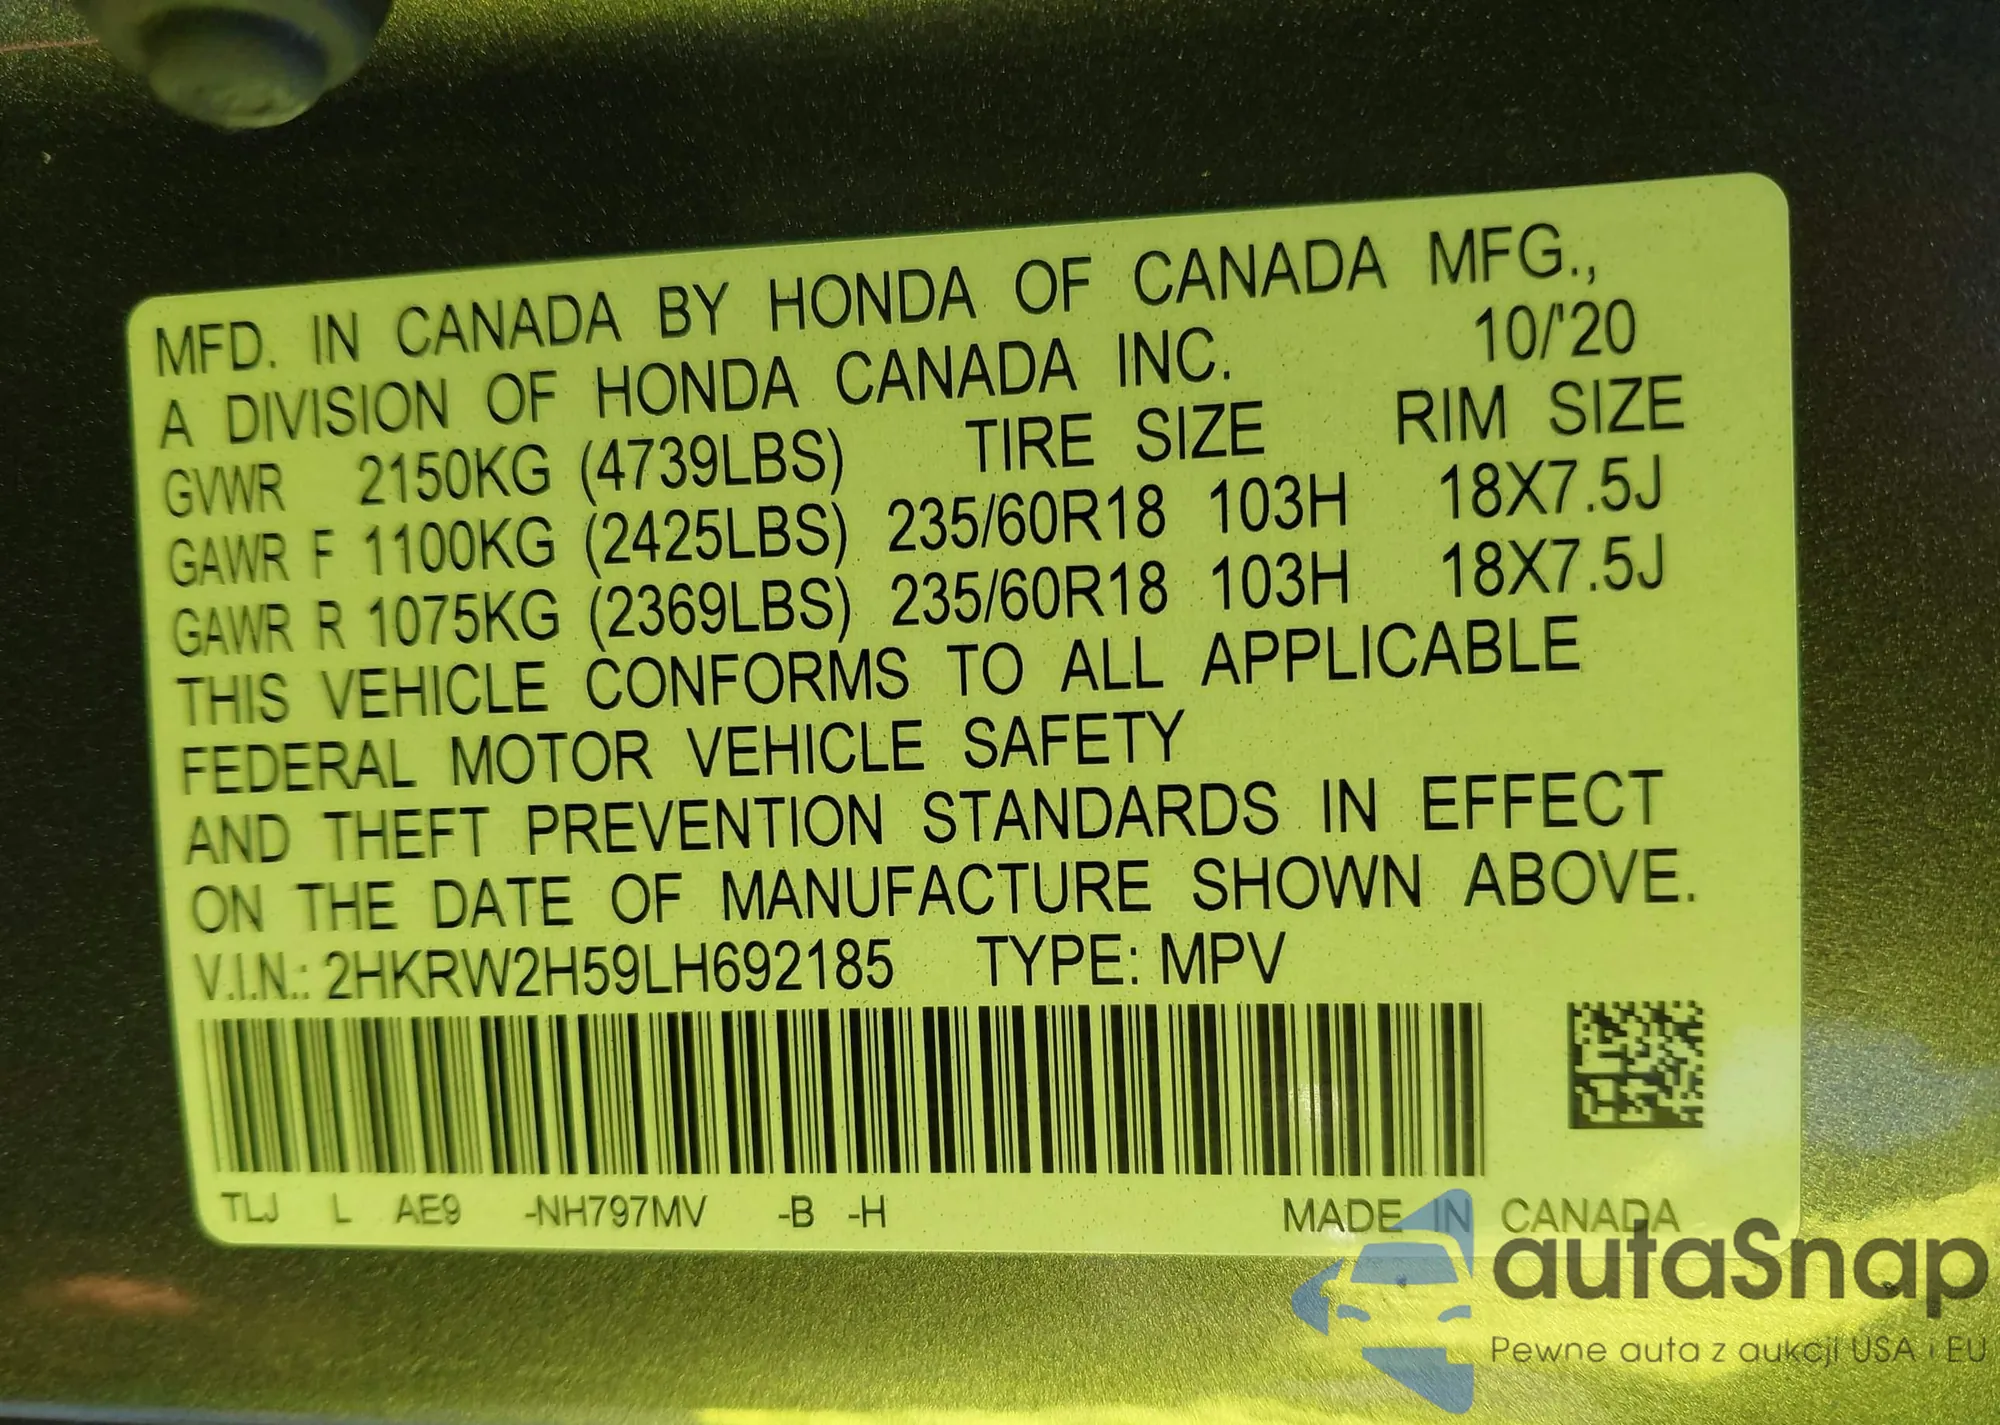 MFD. IN CANADA BY HONDA OF CANADA MFG.,
A DIVISION OF HONDA CANADA INC. 10/'20
GVWR 2150KG (4739LBS) TIRE SIZE RIM SIZE
GAWR F 1100KG (2425LBS) 235/60R18 103H 18X7.5J
GAWR R 1075KG (2369LBS) 235/60R18 103H 18X7.5J
THIS VEHICLE CONFORMS TO ALL APPLICABLE
FEDERAL MOTOR VEHICLE SAFETY
AND THEFT PREVENTION STANDARDS IN EFFECT
ON THE DATE OF MANUFACTURE SHOWN ABOVE.
V.I.N.: 2HKRW2H59LH692185 TYPE: MPV
TLJ L AE9 -NH797MV -B -H MADE IN CANADA
autaSnap
Pewne auta z aukcji USA i EU